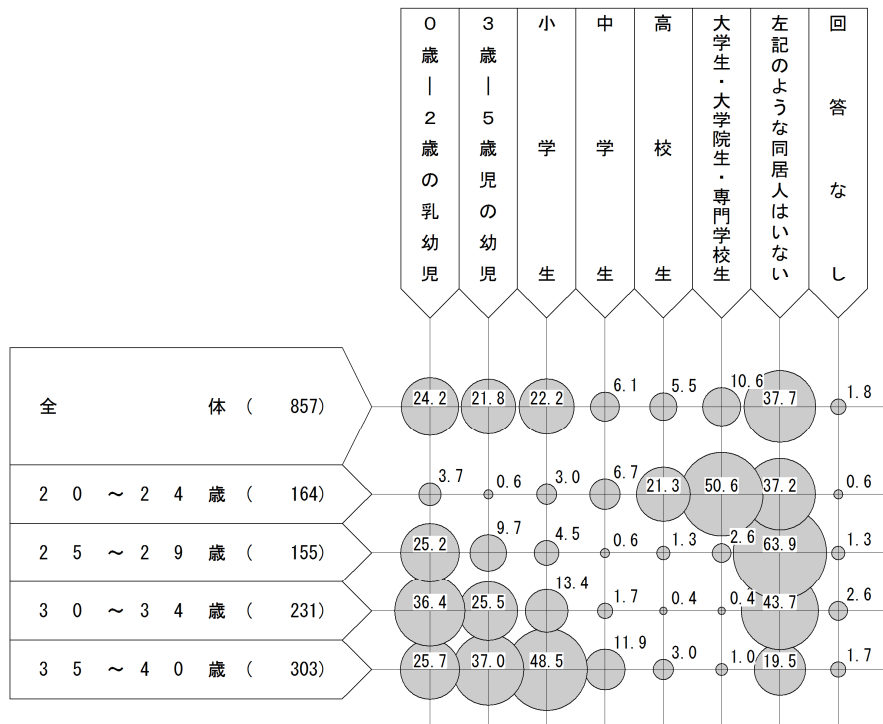 ０歳―２歳の乳幼児
３歳―５歳児の幼児
小学生
中学生
高校生
大学生・大学院生・専門学校生
左記のような同居人はいない
回答なし
全体（ 857） 24.2 21.8 22.2 6.1 5.5 10.6 37.7 1.8
２０～２４歳（ 164） 3.7 0.6 3.0 6.7 21.3 50.6 37.2 0.6
２５～２９歳（ 155） 25.2 9.7 4.5 0.6 1.3 2.6 63.9 1.3
３０～３４歳（ 231） 36.4 25.5 13.4 1.7 0.4 0.4 43.7 2.6
３５～４０歳（ 303） 25.7 37.0 48.5 11.9 3.0 1.0 19.5 1.7